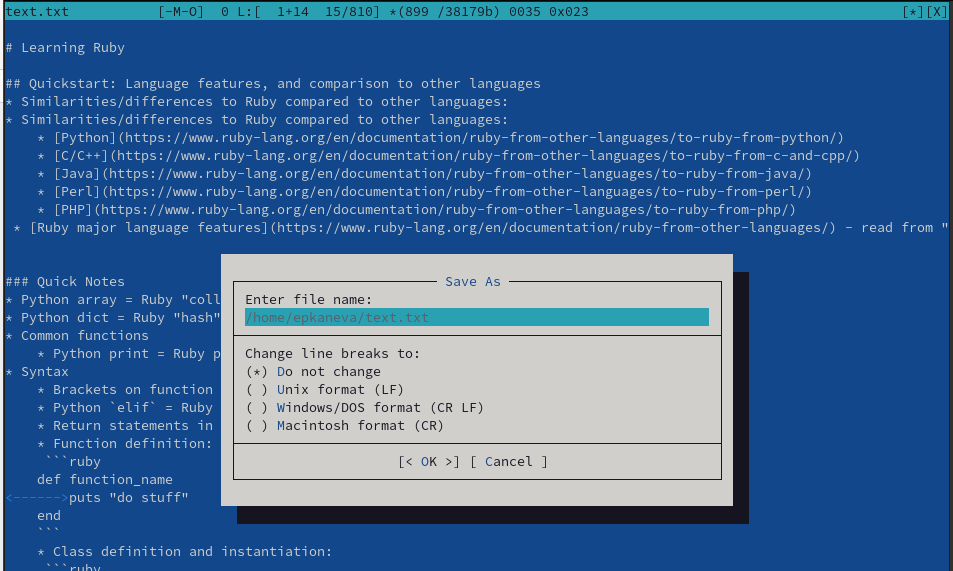 text.txt [-M-O] 0 L:[ 1+14 15/810] *(899 /38179b) 0035 0x023 [*][X]
# Learning Ruby
## Quickstart: Language features, and comparison to other languages
* Similarities/differences to Ruby compared to other languages:
* Similarities/differences to Ruby compared to other languages:
* [Python](https://www.ruby-lang.org/en/documentation/ruby-from-other-languages/to-ruby-from-python/)
* [C/C++](https://www.ruby-lang.org/en/documentation/ruby-from-other-languages/to-ruby-from-c-and-cpp/)
* [Java](https://www.ruby-lang.org/en/documentation/ruby-from-other-languages/to-ruby-from-java/)
* [Perl](https://www.ruby-lang.org/en/documentation/ruby-from-other-languages/to-ruby-from-perl/)
* [PHP](https://www.ruby-lang.org/en/documentation/ruby-from-other-languages/to-ruby-from-php/)
* [Ruby major language features](https://www.ruby-lang.org/en/documentation/ruby-from-other-languages/) - read from "
### Quick Notes
* Python array = Ruby "coll
* Python dict = Ruby "hash"
* Common functions
* Python print = Ruby p
* Syntax
* Brackets on function
* Python `elif` = Ruby
* Return statements in
* Function definition:
```ruby
def function_name
<------>puts "do stuff"
end
```
* Class definition and instantiation:
```ruby
Save As
Enter file name:
/home/epkaneva/text.txt
Change line breaks to:
(*) Do not change
( ) Unix format (LF)
( ) Windows/DOS format (CR LF)
( ) Macintosh format (CR)
[< OK >] [ Cancel ]